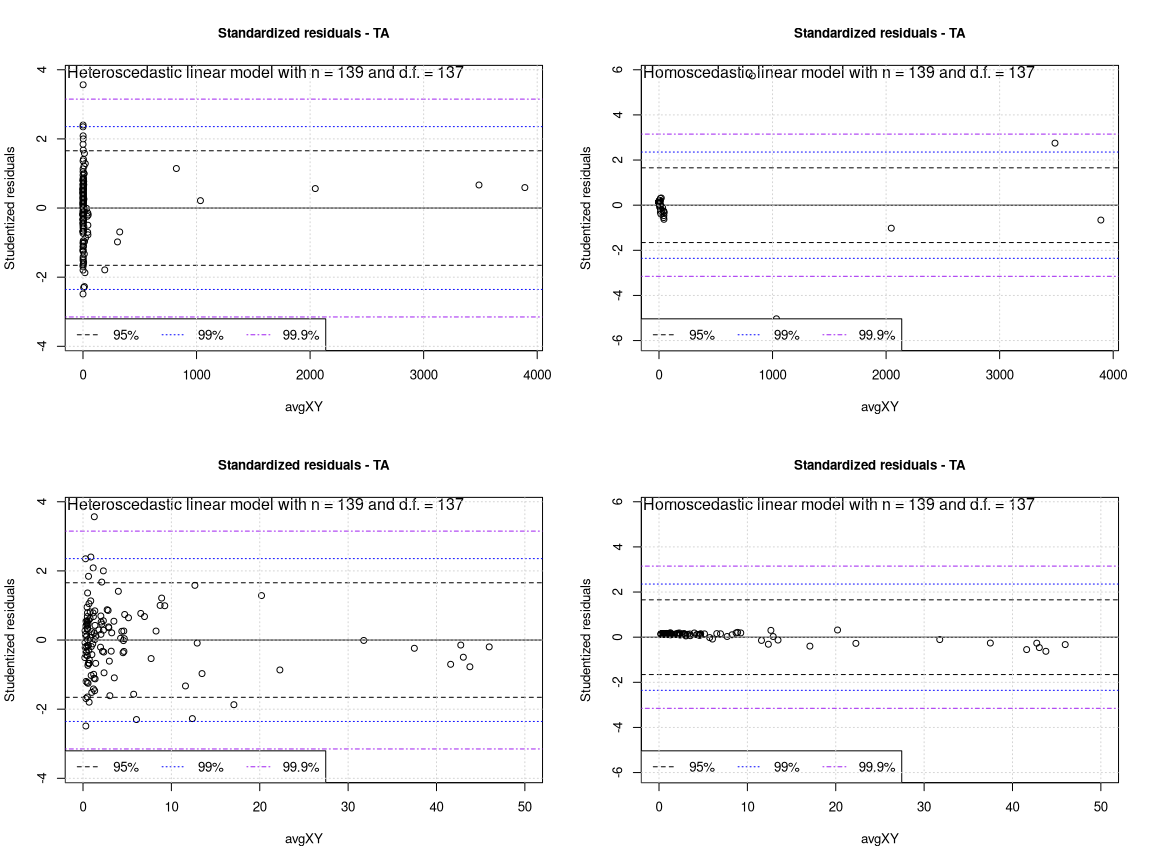 Standardized residuals - TA
Heteroscedastic linear model with n = 139 and d.f. = 137
Studentized residuals
4
2
0
-2
-4
95% 99% 99.9%
0 1000 2000 3000 4000
avgXY
Standardized residuals - TA
Homoscedastic linear model with n = 139 and d.f. = 137
Studentized residuals
6
4
2
0
-2
-4
-6
95% 99% 99.9%
0 1000 2000 3000 4000
avgXY
Standardized residuals - TA
Heteroscedastic linear model with n = 139 and d.f. = 137
Studentized residuals
4
2
0
-2
-4
95% 99% 99.9%
0 10 20 30 40 50
avgXY
Standardized residuals - TA
Homoscedastic linear model with n = 139 and d.f. = 137
Studentized residuals
6
4
2
0
-2
-4
-6
95% 99% 99.9%
0 10 20 30 40 50
avgXY